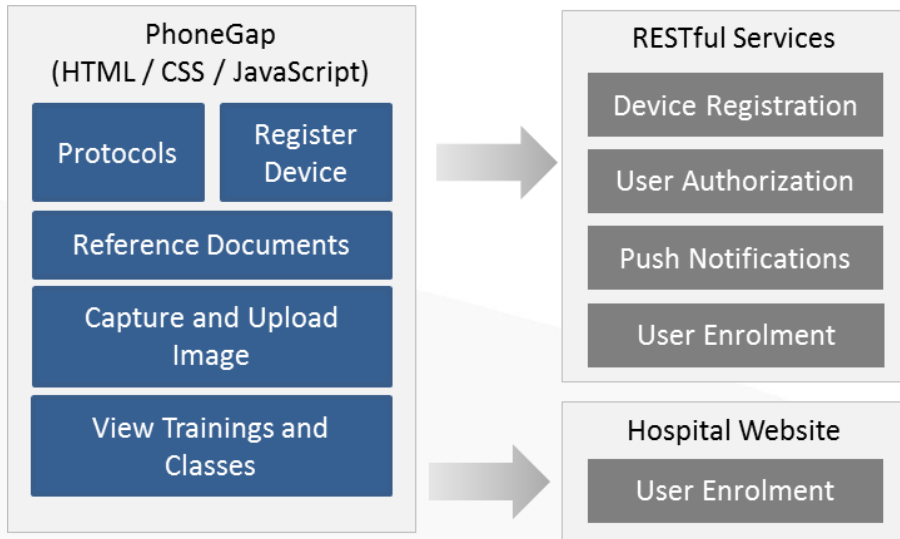 PhoneGap
(HTML / CSS / JavaScript)
Protocols
Register
Device
Reference Documents
Capture and Upload
Image
View Trainings and
Classes
RESTful Services
Device Registration
User Authorization
Push Notifications
User Enrolment
Hospital Website
User Enrolment